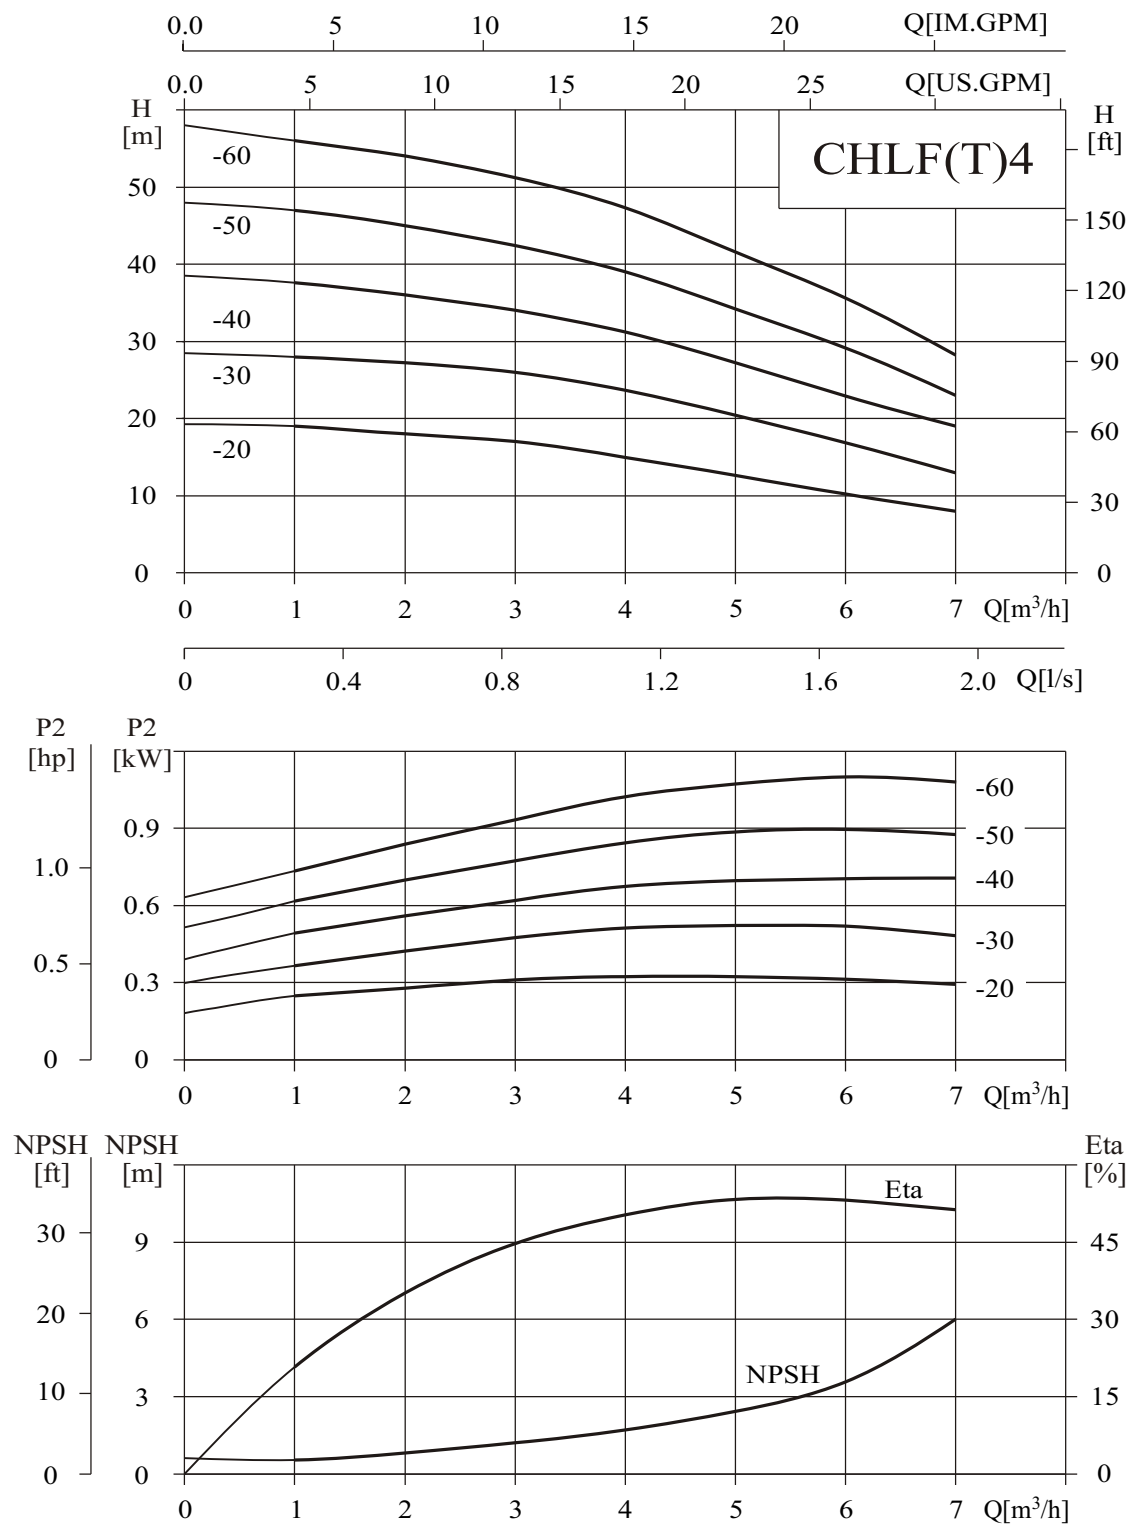 0.0 5 10 15 20 Q[IM.GPM]
0.0 5 10 15 20 25 Q[US.GPM]
H
[m]
H
[ft]
CHLF(T)4
-60
50
-50
150
40
120
-40
30
90
-30
20
60
-20
10
30
0
0
0 1 2 3 4 5 6 7 Q[m³/h]
0 0.4 0.8 1.2 1.6 2.0 Q[l/s]
P2
[hp]
P2
[kW]
-60
0.9
-50
1.0
-40
0.6
-30
0.5
0.3
-20
0
0
0 1 2 3 4 5 6 7 Q[m³/h]
NPSH
[ft]
NPSH
[m]
Eta
[%]
Eta
30
9
45
20
6
30
NPSH
10
3
15
0
0
0
0 1 2 3 4 5 6 7 Q[m³/h]